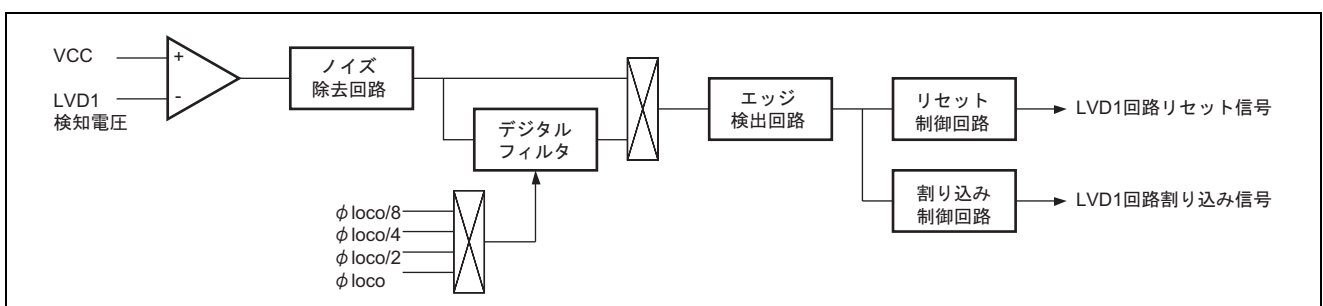 VCC
+
LVD1
検知電圧
-
ノイズ
除去回路
デジタル
フィルタ
φloco/8
φloco/4
φloco/2
φloco
エッジ
検出回路
リセット
制御回路
LVD1回路リセット信号
割り込み
制御回路
LVD1回路割り込み信号